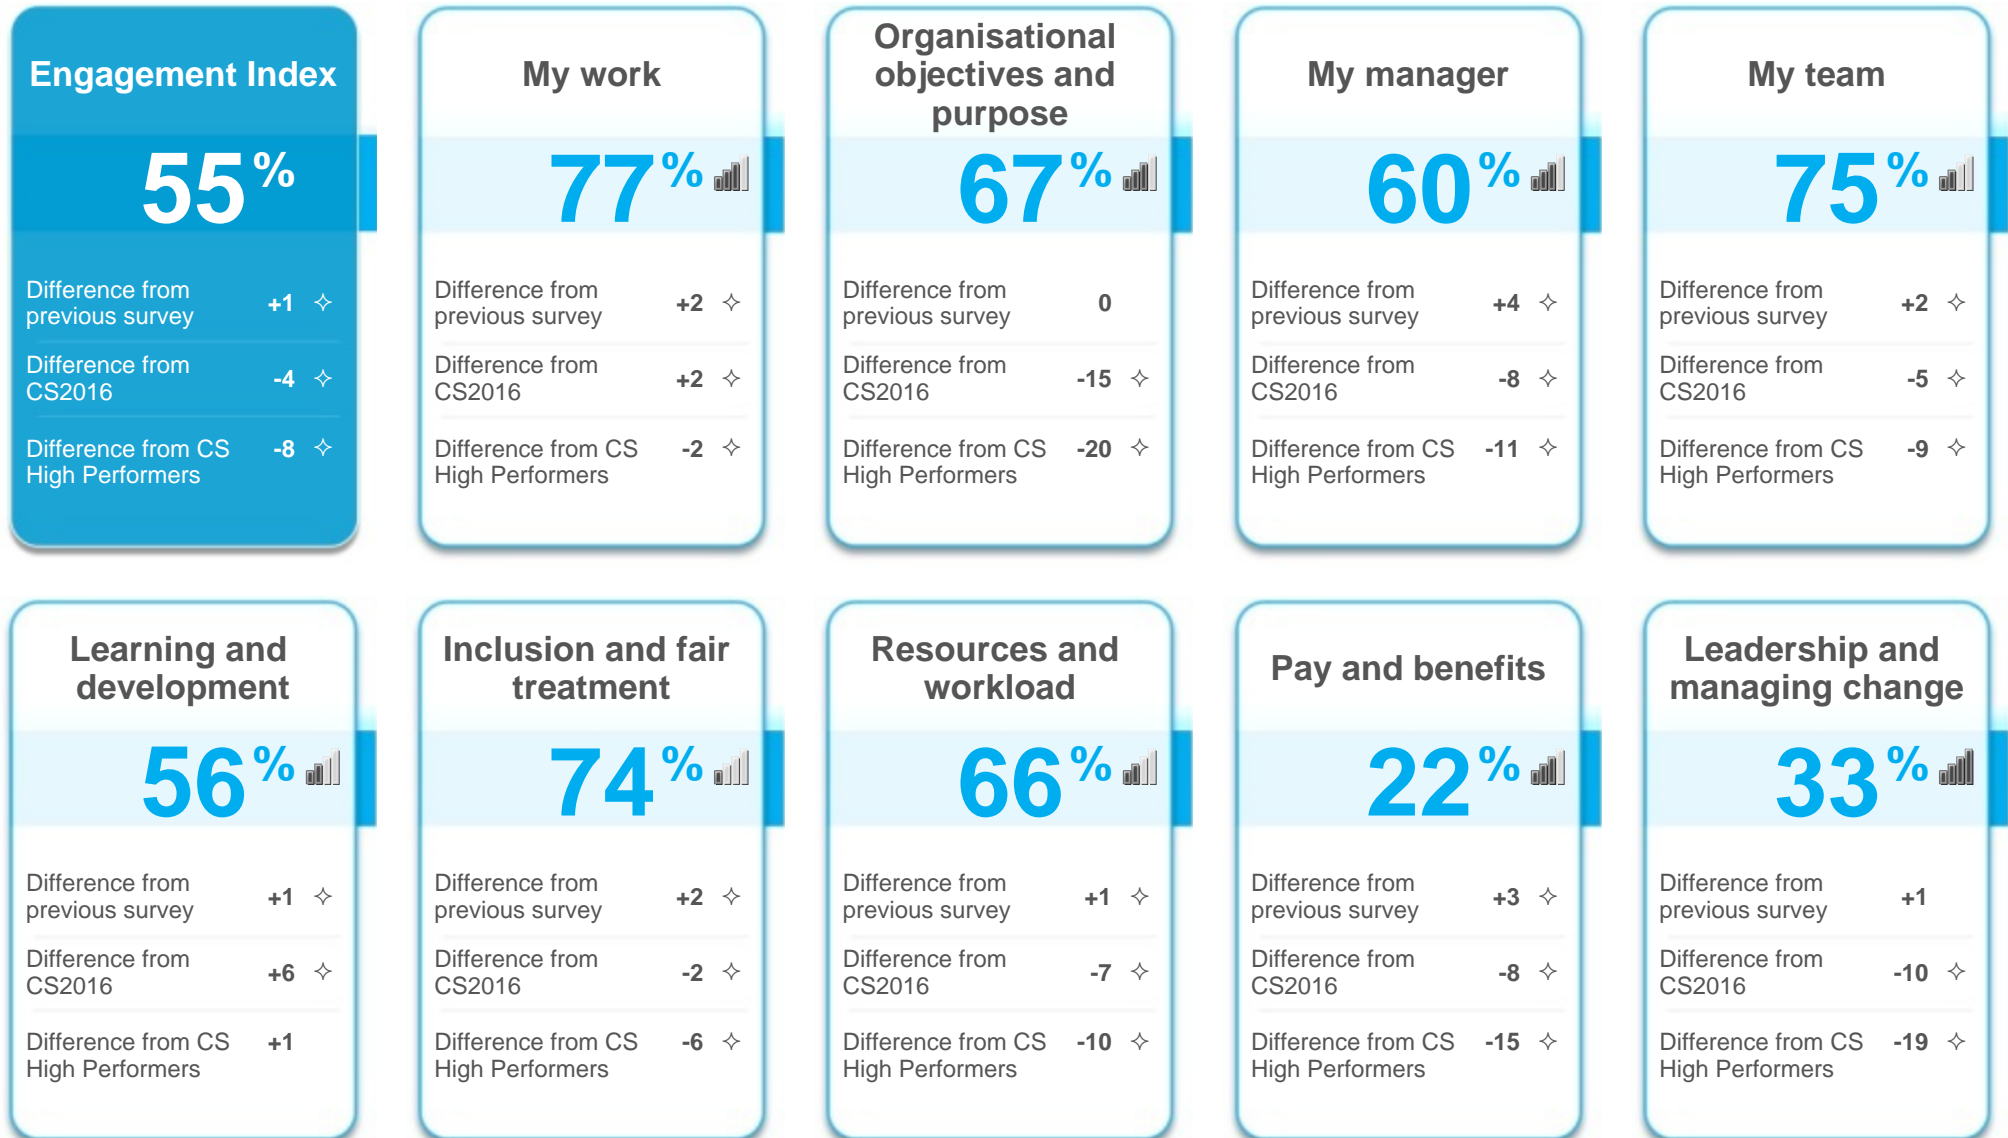 Engagement Index
55%
Difference from
previous survey
+1 ✧
Difference from
CS2016
-4 ✧
Difference from CS
High Performers
-8 ✧
My work
77%
Difference from
previous survey
+2 ✧
Difference from
CS2016
+2 ✧
Difference from CS
High Performers
-2 ✧
Organisational
objectives and
purpose
67%
Difference from
previous survey
0
Difference from
CS2016
-15 ✧
Difference from CS
High Performers
-20 ✧
My manager
60%
Difference from
previous survey
+4 ✧
Difference from
CS2016
-8 ✧
Difference from CS
High Performers
-11 ✧
My team
75%
Difference from
previous survey
+2 ✧
Difference from
CS2016
-5 ✧
Difference from CS
High Performers
-9 ✧
Learning and
development
56%
Difference from
previous survey
+1 ✧
Difference from
CS2016
+6 ✧
Difference from CS
High Performers
+1
Inclusion and fair
treatment
74%
Difference from
previous survey
+2 ✧
Difference from
CS2016
-2 ✧
Difference from CS
High Performers
-6 ✧
Resources and
workload
66%
Difference from
previous survey
+1 ✧
Difference from
CS2016
-7 ✧
Difference from CS
High Performers
-10 ✧
Pay and benefits
22%
Difference from
previous survey
+3 ✧
Difference from
CS2016
-8 ✧
Difference from CS
High Performers
-15 ✧
Leadership and
managing change
33%
Difference from
previous survey
+1
Difference from
CS2016
-10 ✧
Difference from CS
High Performers
-19 ✧